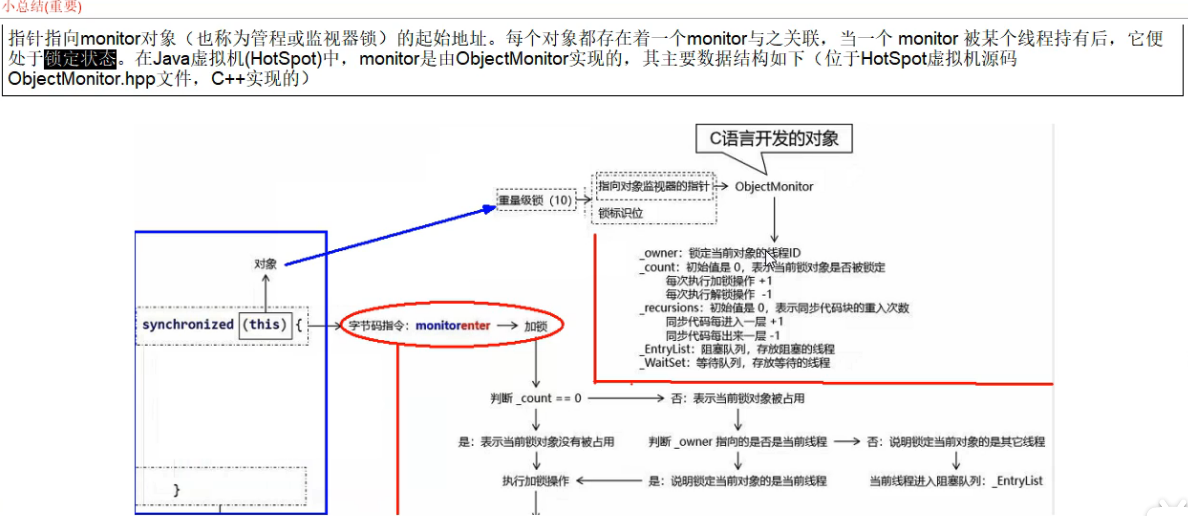 小总结(重要)
指针指向monitor对象（也称为管程或监视器锁）的起始地址。每个对象都存在着一个monitor与之关联，当一个 monitor 被某个线程持有后，它便
处于锁定状态。在Java虚拟机(HotSpot)中，monitor是由ObjectMonitor实现的，其主要数据结构如下（位于HotSpot虚拟机源码
ObjectMonitor.hpp文件，C++实现的）
C语言开发的对象
指向对象监视器的指针
ObjectMonitor
重量级锁（10）
锁标识位
_owner：锁定当前对象的线程ID
_count：初始值是 0，表示当前锁对象是否被锁定
每次执行加锁操作 +1
每次执行解锁操作 -1
_recursions：初始值是 0，表示同步代码块的重入次数
同步代码每进入一层 +1
同步代码每出来一层 -1
_EntryList：阻塞队列，存放阻塞的线程
_WaitSet：等待队列，存放等待的线程
对象
synchronized (this) {
字节码指令：monitorenter
加锁
判断 _count == 0
否：表示当前锁对象被占用
是：表示当前锁对象没有被占用
判断 _owner 指向的是否是当前线程
否：说明锁定当前对象的是其它线程
执行加锁操作
是：说明锁定当前对象的是当前线程
当前线程进入阻塞队列：_EntryList
}